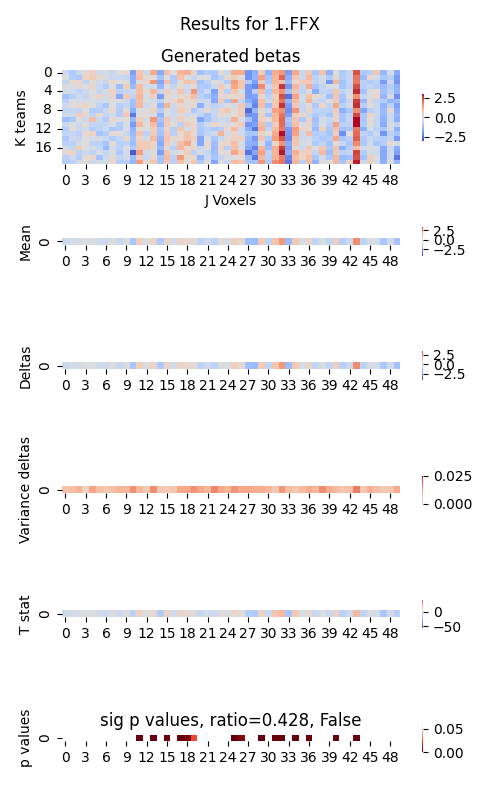 Results for 1.FFX
Generated betas
K teams
0
4
8
12
16
2.5
0.0
−2.5
0 3 6 9 12 15 18 21 24 27 30 33 36 39 42 45 48
J Voxels
Mean
0
2.5
0.0
−2.5
0 3 6 9 12 15 18 21 24 27 30 33 36 39 42 45 48
Deltas
0
2.5
0.0
−2.5
0 3 6 9 12 15 18 21 24 27 30 33 36 39 42 45 48
Variance deltas
0
0.025
0.000
0 3 6 9 12 15 18 21 24 27 30 33 36 39 42 45 48
T stat
0
0
−50
0 3 6 9 12 15 18 21 24 27 30 33 36 39 42 45 48
sig p values, ratio=0.428, False
p values
0
0.05
0.00
0 3 6 9 12 15 18 21 24 27 30 33 36 39 42 45 48